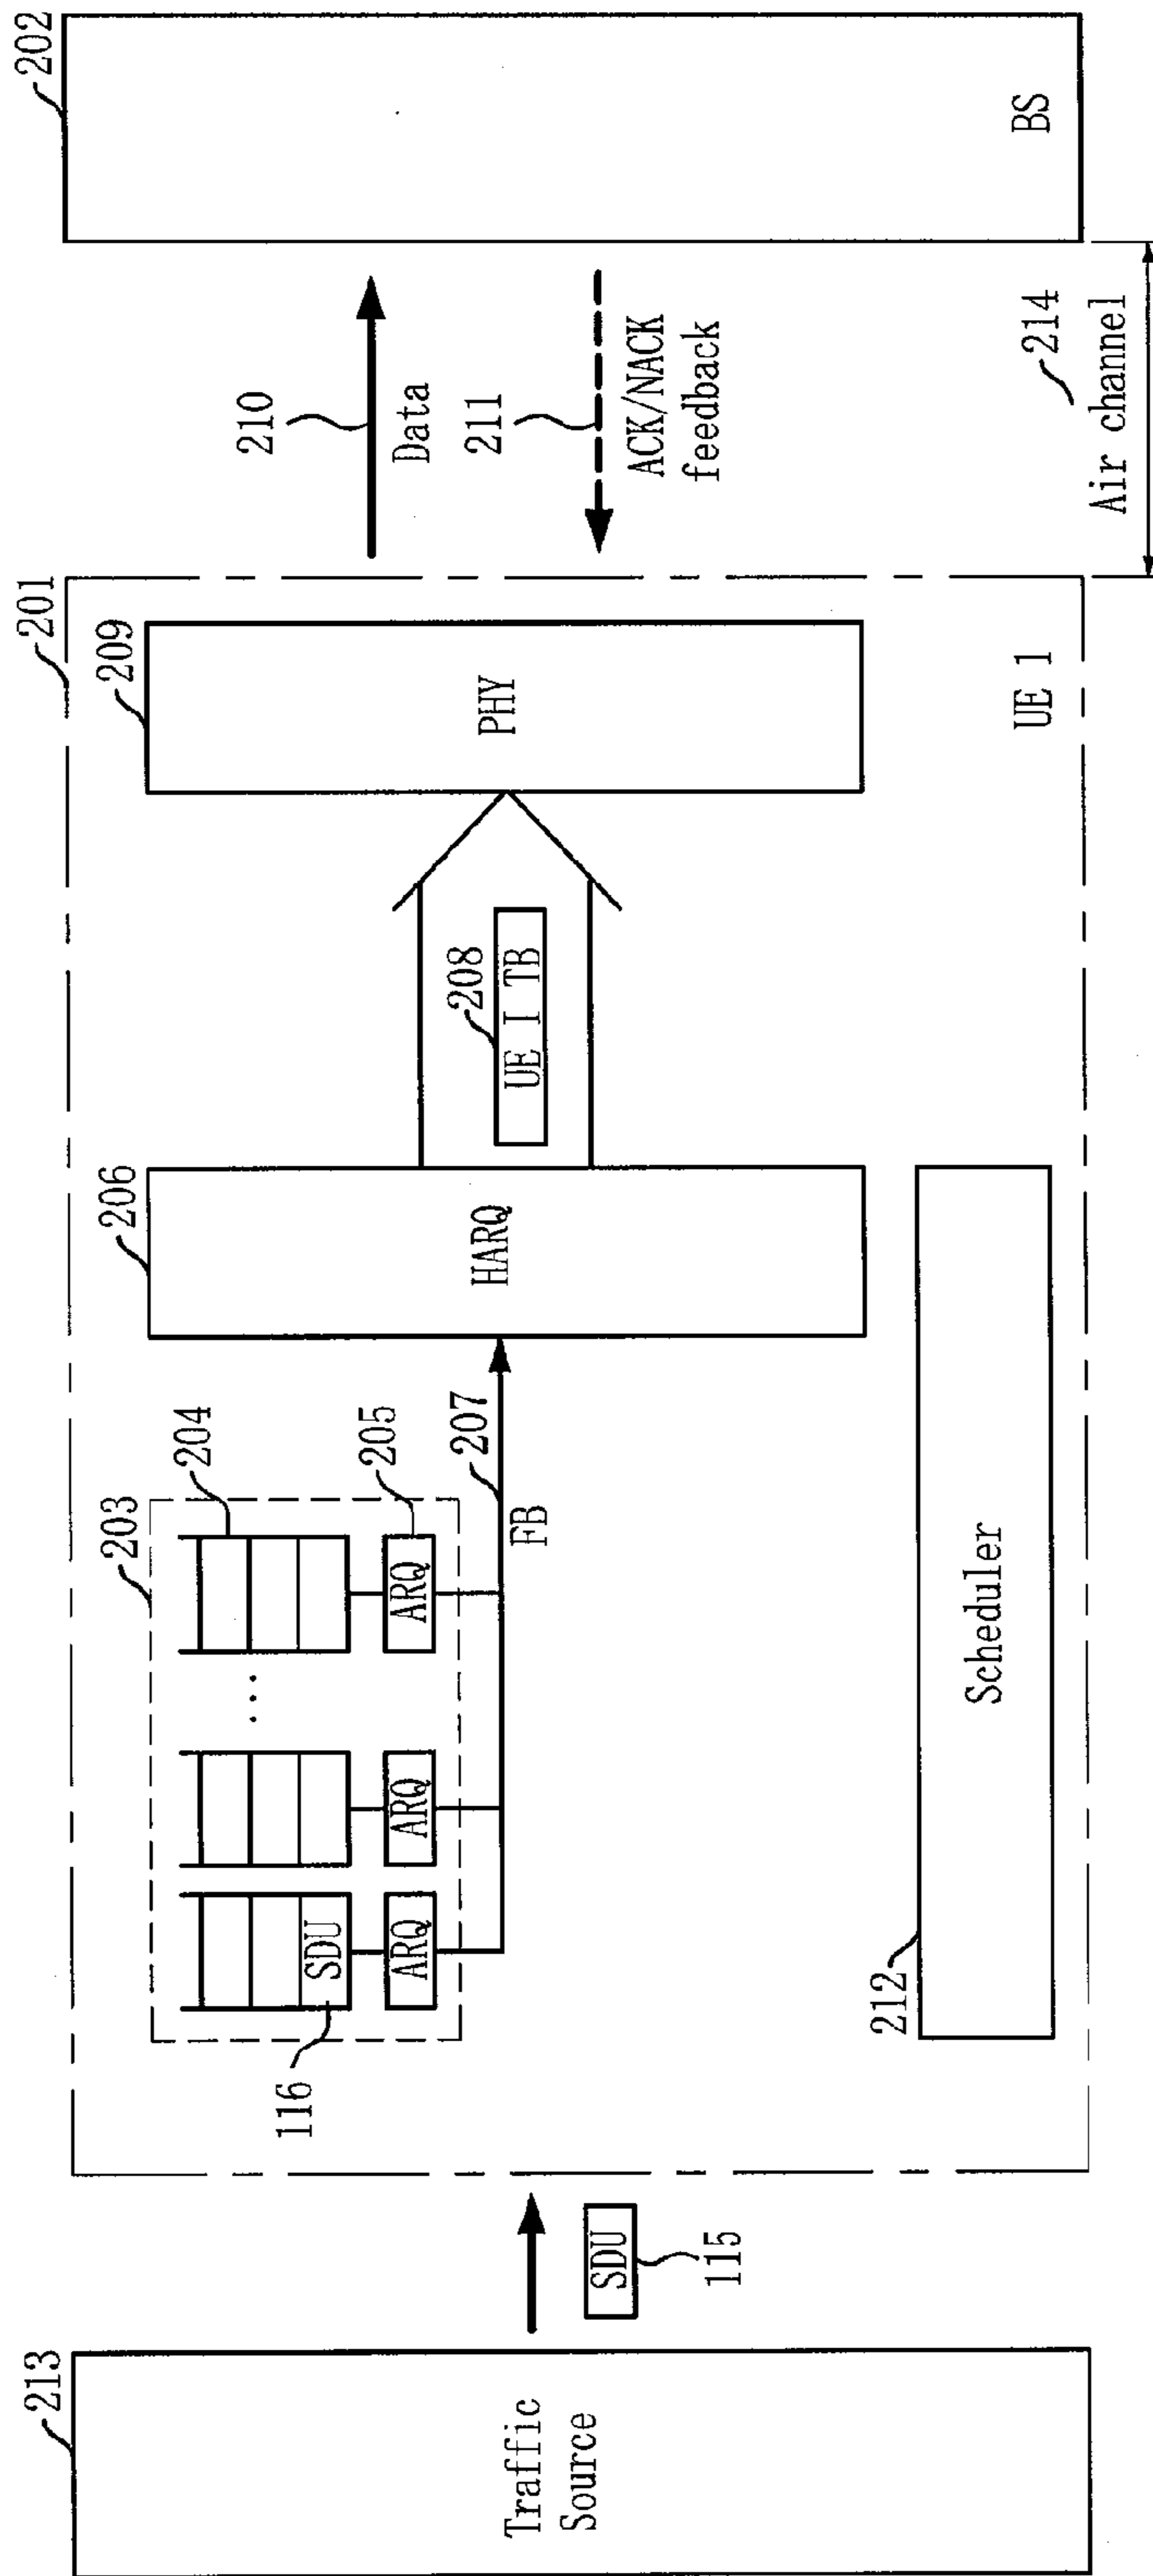 213
Traffic
Source
SDU
115
201
203
204
SDU
116
...
ARQ
ARQ
ARQ
205
207
FB
206
HARQ
208
UE I TB
209
PHY
212
Scheduler
UE 1
210
Data
211
ACK/NACK
feedback
214
Air channel
202
BS